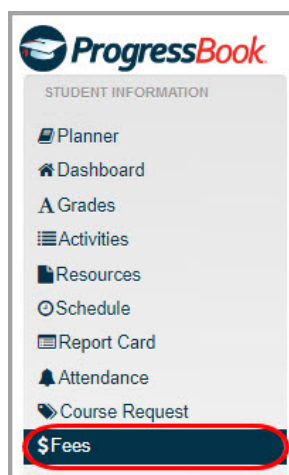 ProgressBook
STUDENT INFORMATION
Planner
Dashboard
Grades
Activities
Resources
Schedule
Report Card
Attendance
Course Request
$Fees